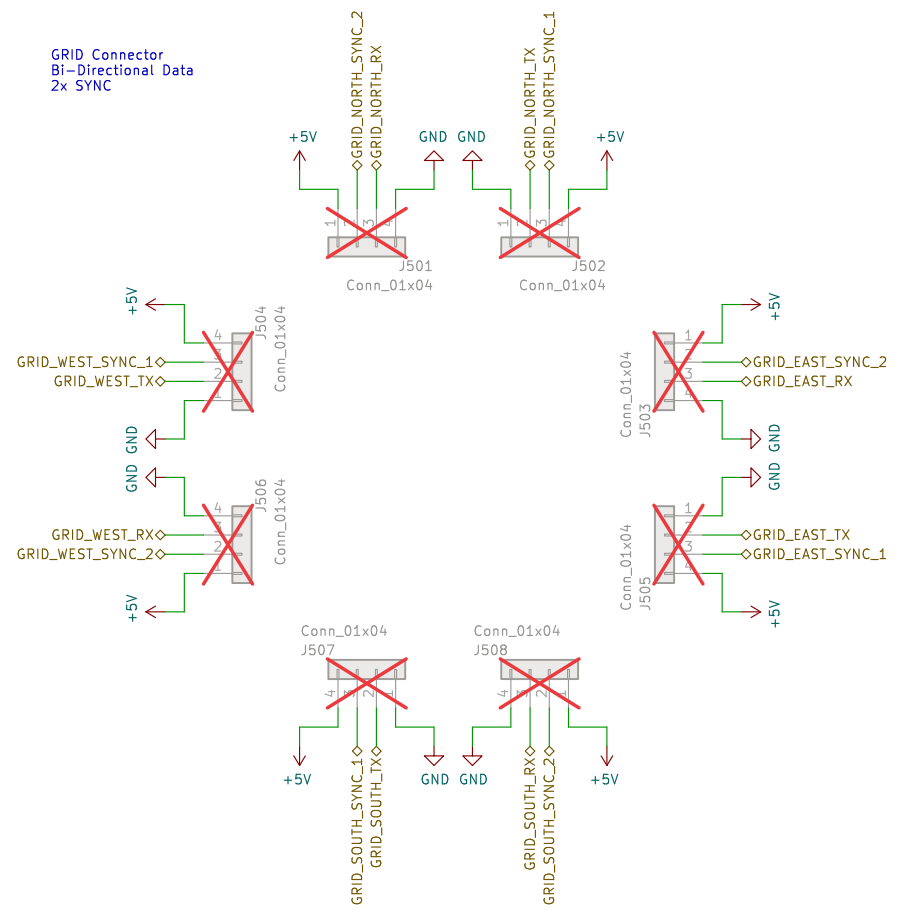 GRID Connector
Bi-Directional Data
2x SYNC
GRID_NORTH_SYNC_2
GRID_NORTH_RX
GRID_NORTH_TX
GRID_NORTH_SYNC_1
+5V
GND
GND
+5V
1
2
3
4
1
2
3
4
J501
Conn_01x04
J502
Conn_01x04
+5V
4
3
2
1
GRID_WEST_SYNC_1
GRID_WEST_TX
GND
J504
Conn_01x04
+5V
1
2
3
4
GRID_EAST_SYNC_2
GRID_EAST_RX
GND
Conn_01x04
J503
GND
4
3
2
1
GRID_WEST_RX
GRID_WEST_SYNC_2
+5V
J506
Conn_01x04
GND
1
2
3
4
GRID_EAST_TX
GRID_EAST_SYNC_1
+5V
Conn_01x04
J505
Conn_01x04
J507
Conn_01x04
J508
4
3
2
1
4
3
2
1
+5V
GND
GND
+5V
GRID_SOUTH_SYNC_1
GRID_SOUTH_TX
GRID_SOUTH_RX
GRID_SOUTH_SYNC_2